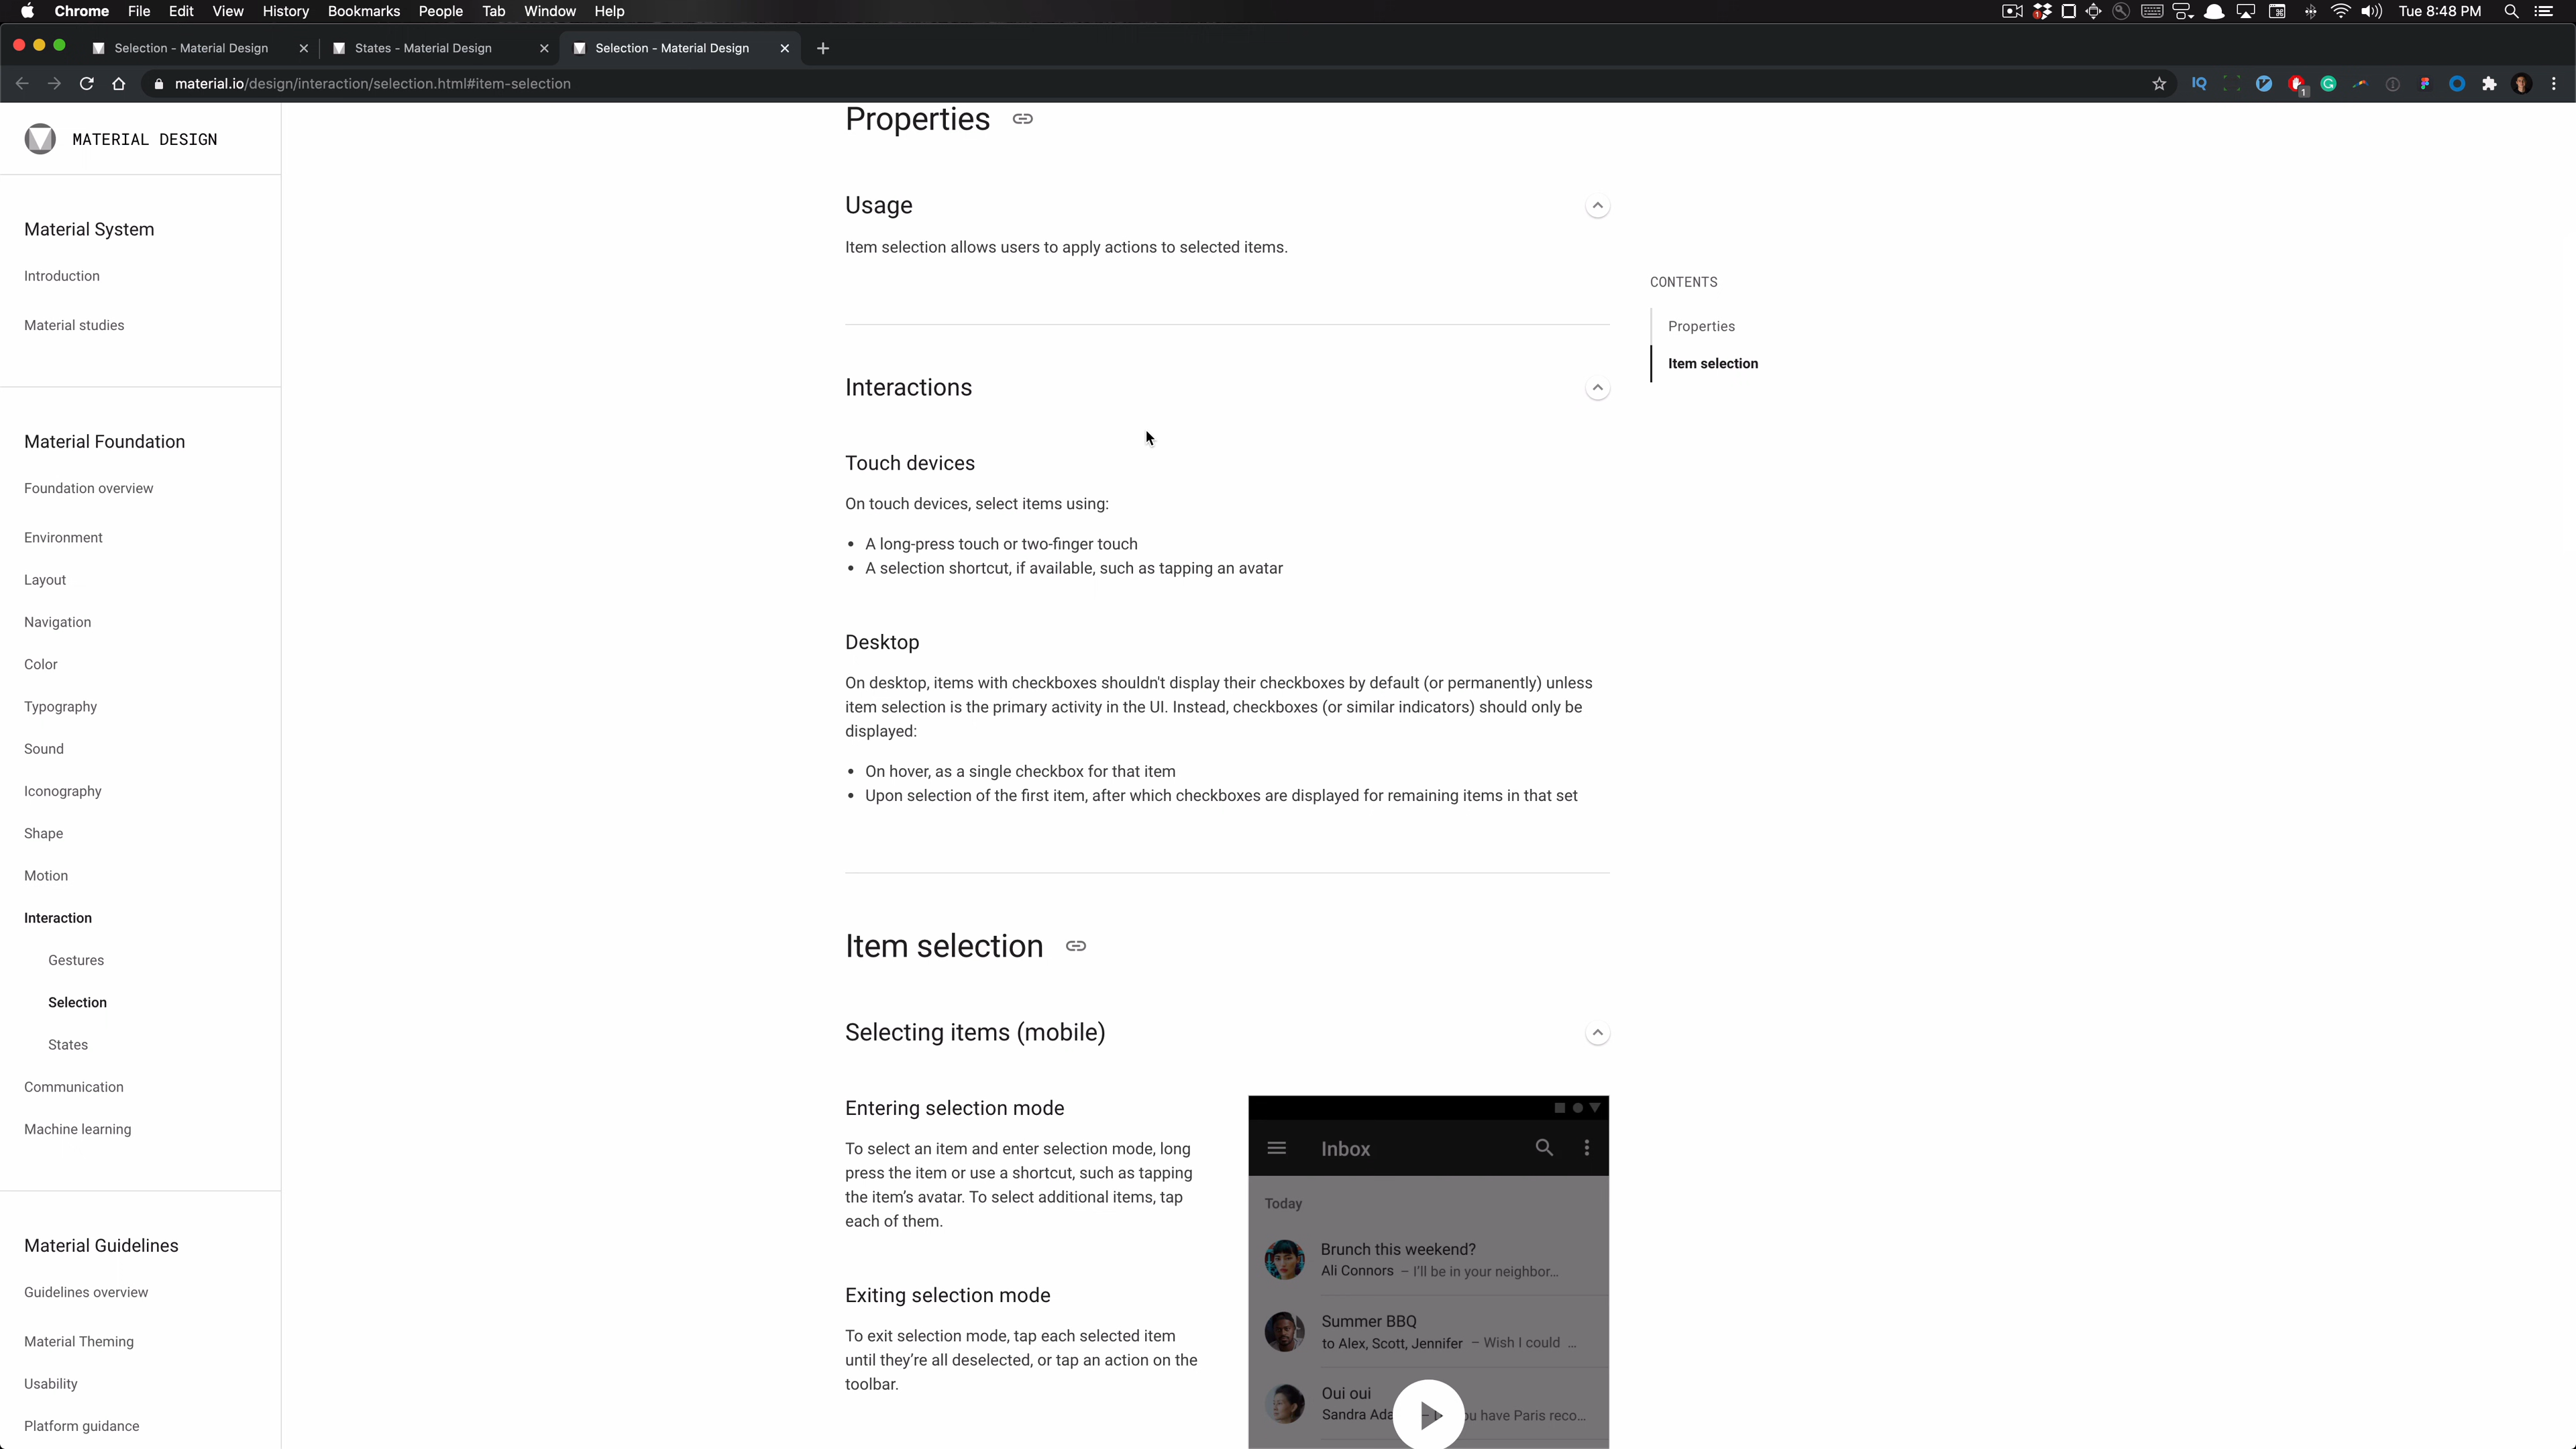 Chrome File Edit View History Bookmarks People Tab Window Help
1
Tue 8:48 PM
Selection - Material Design
States - Material Design
Selection - Material Design
material.io/design/interaction/selection.html#item-selection
IQ
1
MATERIAL DESIGN
Material System
Introduction
Material studies
Material Foundation
Foundation overview
Environment
Layout
Navigation
Color
Typography
Sound
Iconography
Shape
Motion
Interaction
Gestures
Selection
States
Communication
Machine learning
Material Guidelines
Guidelines overview
Material Theming
Usability
Platform guidance
Properties
Usage
Item selection allows users to apply actions to selected items.
Interactions
Touch devices
On touch devices, select items using:
• A long-press touch or two-finger touch
• A selection shortcut, if available, such as tapping an avatar
Desktop
On desktop, items with checkboxes shouldn't display their checkboxes by default (or permanently) unless
item selection is the primary activity in the UI. Instead, checkboxes (or similar indicators) should only be
displayed:
• On hover, as a single checkbox for that item
• Upon selection of the first item, after which checkboxes are displayed for remaining items in that set
Item selection
Selecting items (mobile)
Entering selection mode
To select an item and enter selection mode, long
press the item or use a shortcut, such as tapping
the item’s avatar. To select additional items, tap
each of them.
Exiting selection mode
To exit selection mode, tap each selected item
until they’re all deselected, or tap an action on the
toolbar.
Inbox
Today
Brunch this weekend?
Ali Connors – I'll be in your neighbor...
Summer BBQ
to Alex, Scott, Jennifer – Wish I could ...
Oui oui
Sandra Ada
have Paris reco...
CONTENTS
Properties
Item selection